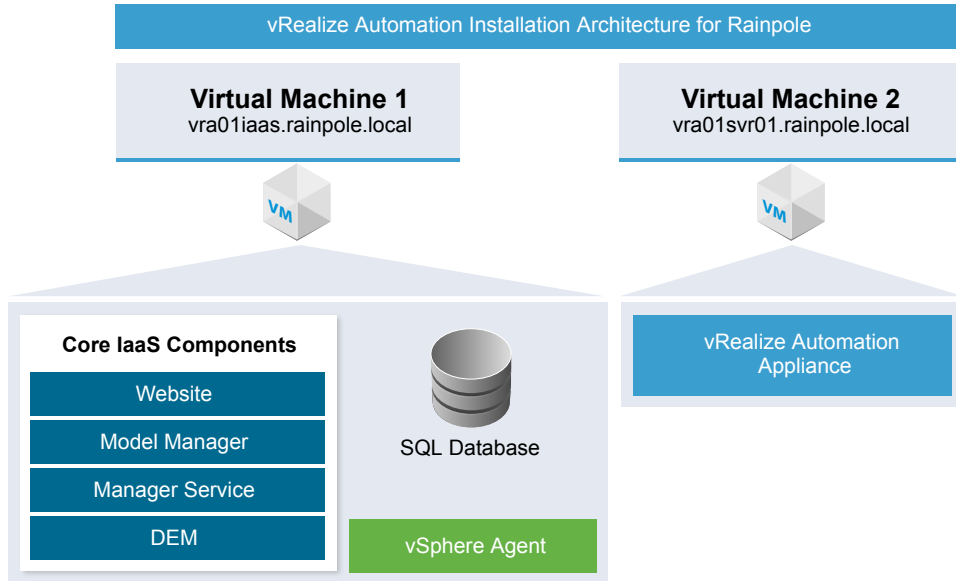 vRealize Automation Installation Architecture for Rainpole
Virtual Machine 1
vra01iaas.rainpole.local
Virtual Machine 2
vra01svr01.rainpole.local
VM
VM
Core IaaS Components
Website
Model Manager
Manager Service
DEM
SQL Database
vSphere Agent
vRealize Automation
Appliance